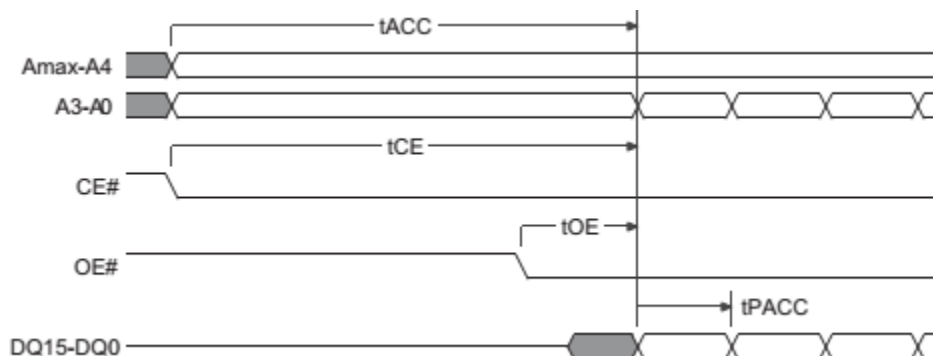 tACC
Amax-A4
A3-A0
tCE
CE#
tOE
OE#
tPACC
DQ15-DQ0